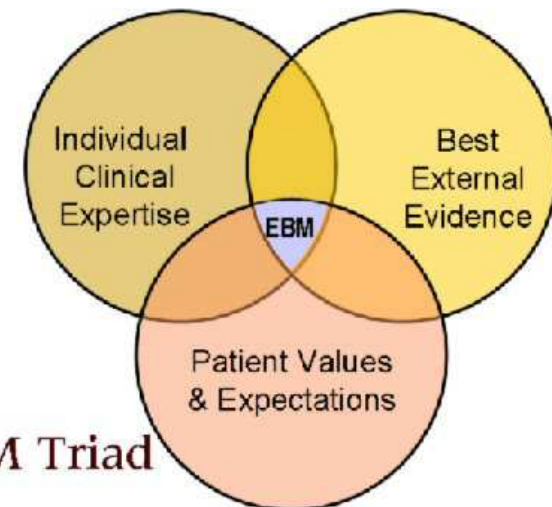 Individual
Clinical
Expertise
Best
External
Evidence
EBM
Patient Values
& Expectations
M Triad